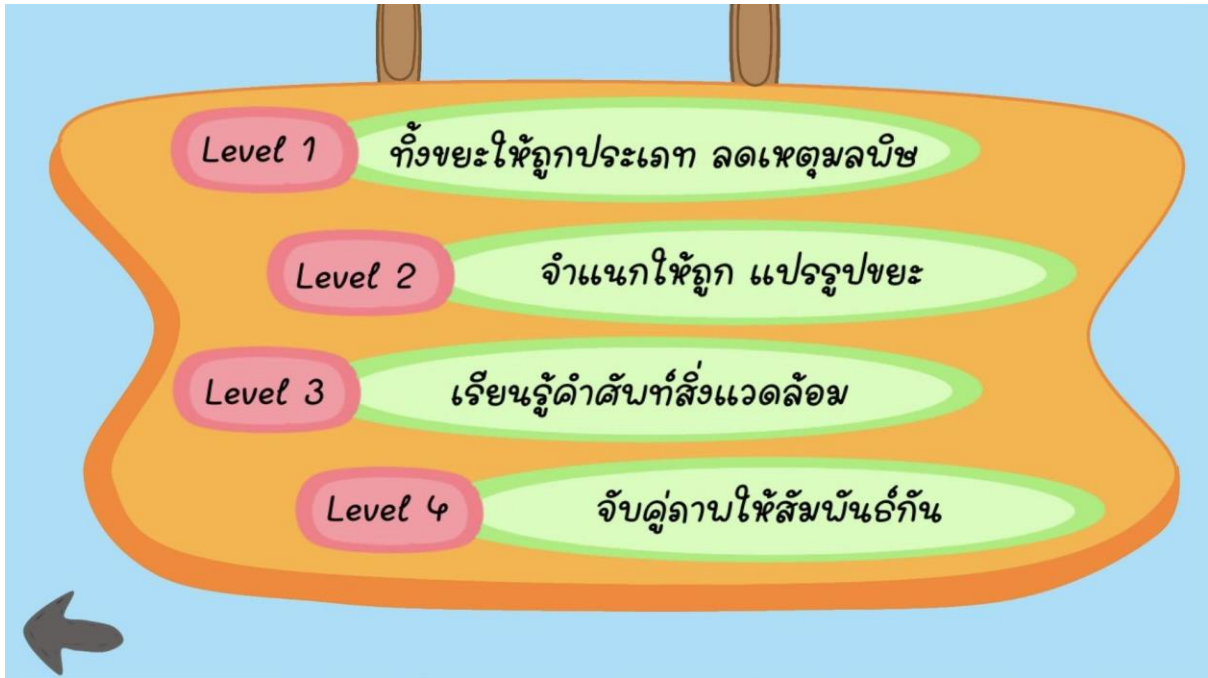 Level 1 ทิ้งขยะให้ถูกประเภท ลดเหตุมลพิษ
Level 2 จำแนกให้ถูก แปรรูปขยะ
Level 3 เรียนรู้คำศัพท์สิ่งแวดล้อม
Level 4 จับคู่ภาพให้สัมพันธ์กัน